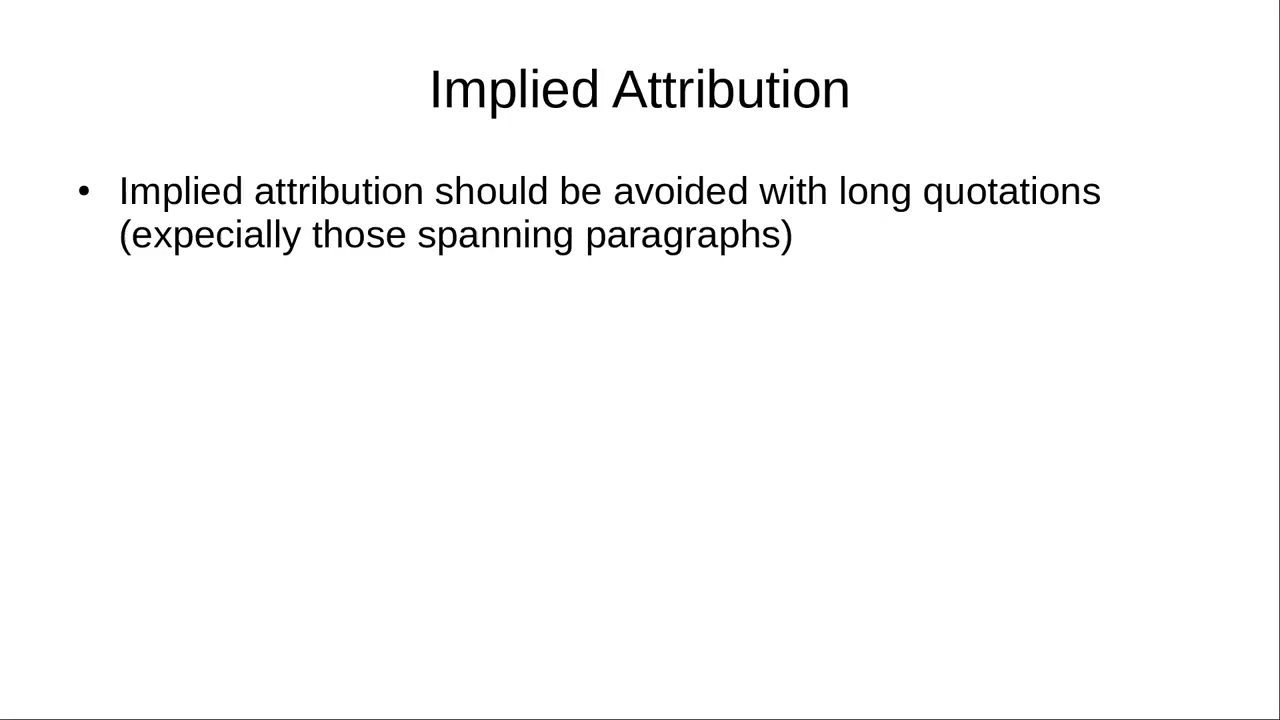 Implied Attribution
• Implied attribution should be avoided with long quotations
(expecially those spanning paragraphs)